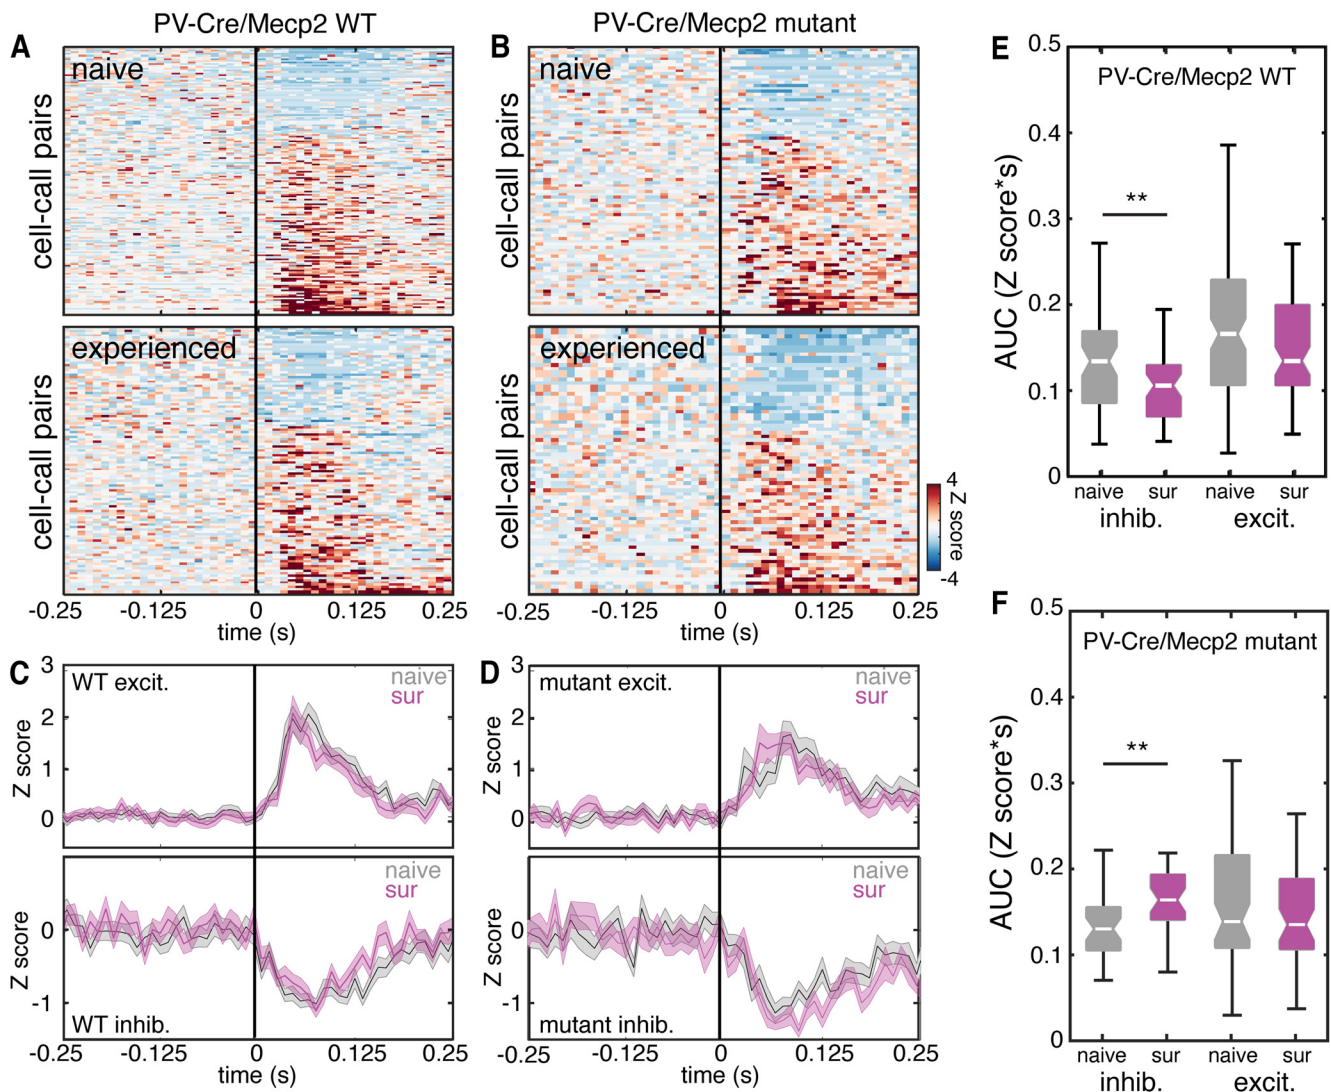 PV-Cre/Mecp2 WT
PV-Cre/Mecp2 mutant
A
naive
cell-call pairs
experienced
cell-call pairs
-0.25 -0.125 0 0.125 0.25
time (s)
B
naive
cell-call pairs
experienced
cell-call pairs
4
Z score
-4
-0.25 -0.125 0 0.125 0.25
time (s)
C
WT excit.
naive
sur
3
2
1
0
Z score
naive
sur
0
-1
Z score
WT inhib.
-0.25 -0.125 0 0.125 0.25
time (s)
D
mutant excit.
naive
sur
3
2
1
0
Z score
naive
sur
0
-1
Z score
mutant inhib.
-0.25 -0.125 0 0.125 0.25
time (s)
E
PV-Cre/Mecp2 WT
0.5
0.4
0.3
0.2
0.1
0
AUC (Z score*s)
**
naive sur naive sur
inhib. excit.
F
PV-Cre/Mecp2 mutant
0.5
0.4
0.3
0.2
0.1
0
AUC (Z score*s)
**
naive sur naive sur
inhib. excit.